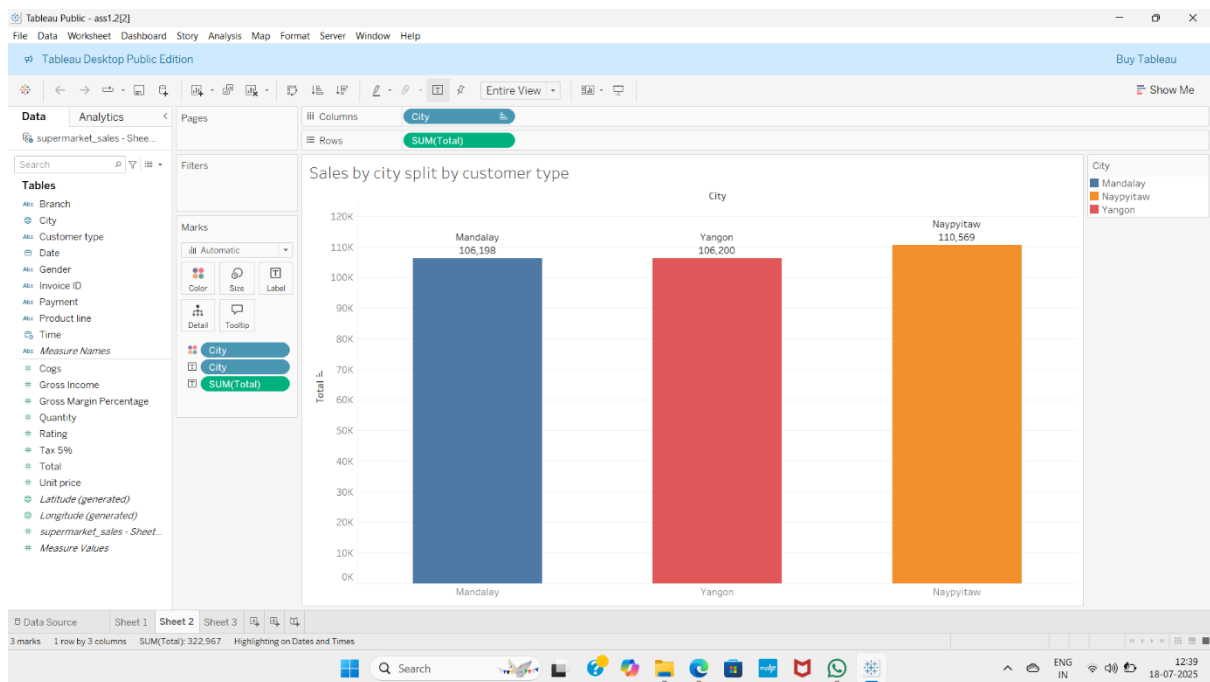 Tableau Public - ass1.2[2]
File Data Worksheet Dashboard Story Analysis Map Format Server Window Help
Tableau Desktop Public Edition
Buy Tableau
Entire View
Show Me
Data Analytics
supermarket_sales - Shee...
Search
Tables
Abc Branch
City
Abc Customer type
Date
Abc Gender
Abc Invoice ID
Abc Payment
Abc Product line
Time
Abc Measure Names
# Cogs
# Gross Income
# Gross Margin Percentage
# Quantity
# Rating
# Tax 5%
# Total
# Unit price
Latitude (generated)
Longitude (generated)
# supermarket_sales - Sheet...
# Measure Values
Pages
Filters
Marks
Automatic
Color Size Label
Detail Tooltip
City
City
SUM(Total)
Columns City
Rows SUM(Total)
Sales by city split by customer type
City
120K
110K
100K
90K
80K
70K
60K
50K
40K
30K
20K
10K
0K
Total
Mandalay
106,198
Yangon
106,200
Naypyitaw
110,569
Mandalay Yangon Naypyitaw
City
Mandalay
Naypyitaw
Yangon
Data Source Sheet 1 Sheet 2 Sheet 3
3 marks 1 row by 3 columns SUM(Total): 322,967 Highlighting on Dates and Times
Search
ENG
IN
12:39
18-07-2025